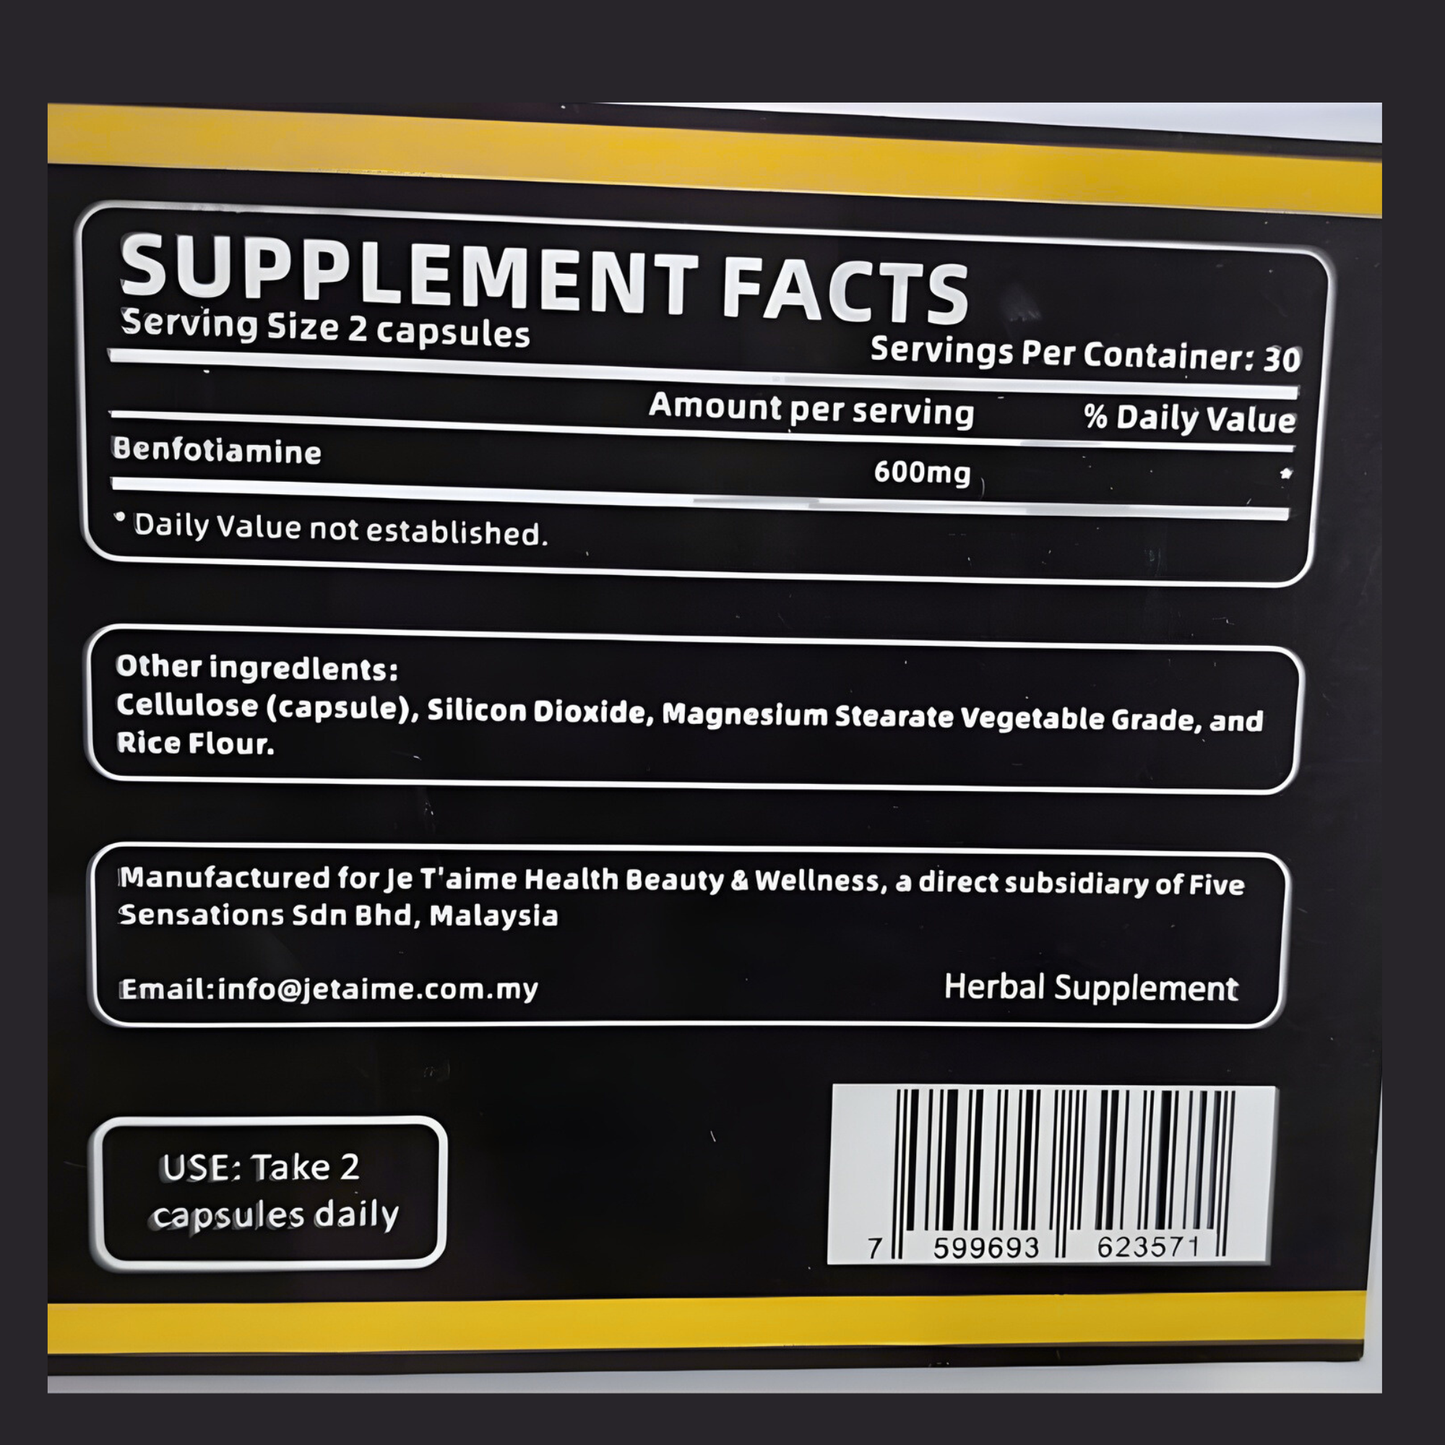 SUPPLEMENT FACTS
Serving Size 2 capsules
Servings Per Container: 30
Amount per serving % Daily Value
Benfotiamine 600mg *
* Daily Value not established.
Other ingredlents:
Cellulose (capsule), Silicon Dioxide, Magnesium Stearate Vegetable Grade, and
Rice Flour.
Manufactured for Je T'aime Health Beauty & Wellness, a direct subsidiary of Five
Sensations Sdn Bhd, Malaysia
Email:info@jetaime.com.my
Herbal Supplement
USE: Take 2
capsules daily
7 599693 623571